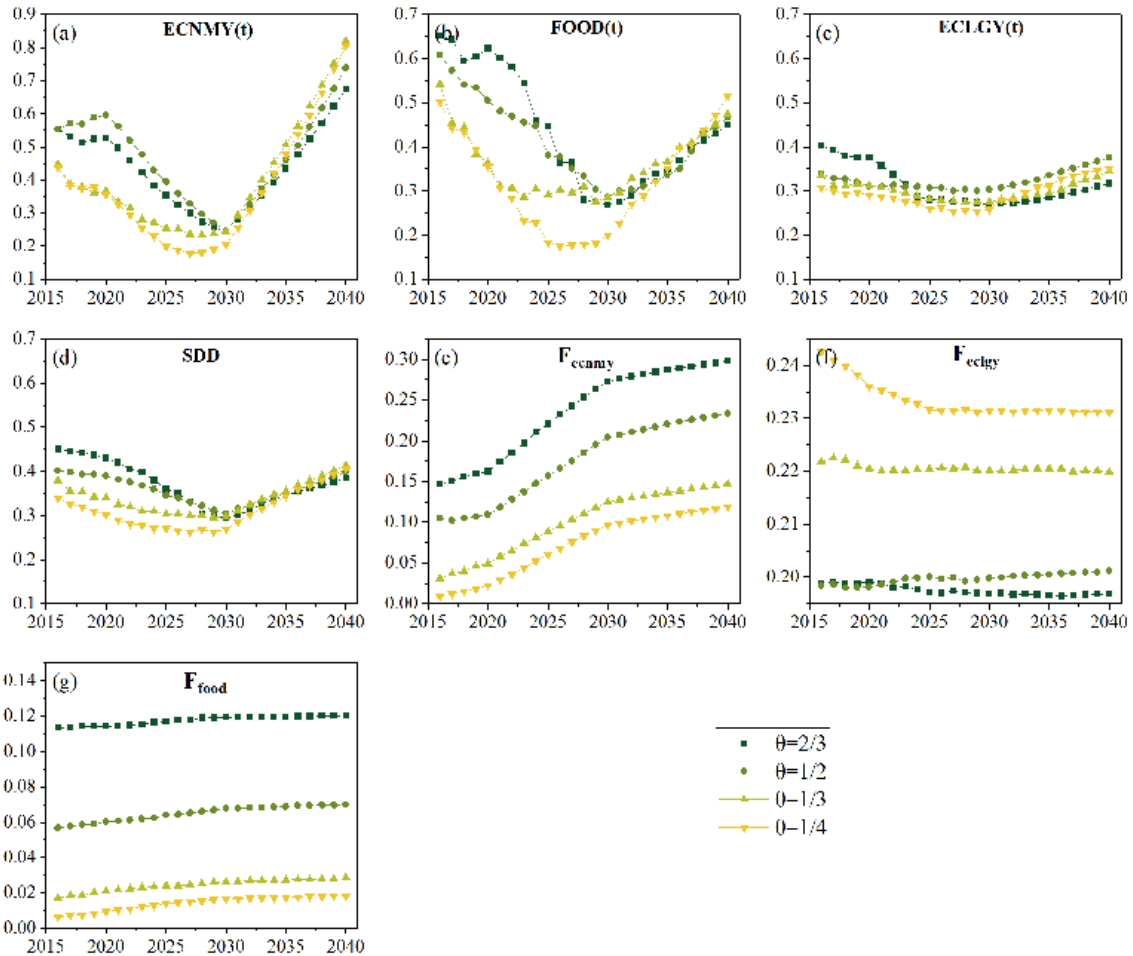 (a) ECNMY(t)
0.9
0.8
0.7
0.6
0.5
0.4
0.3
0.2
0.1
2015 2020 2025 2030 2035 2040
(b) FOOD(t)
0.7
0.6
0.5
0.4
0.3
0.2
0.1
2015 2020 2025 2030 2035 2040
(c) ECLGY(t)
0.7
0.6
0.5
0.4
0.3
0.2
0.1
2015 2020 2025 2030 2035 2040
(d) SDD
0.7
0.6
0.5
0.4
0.3
0.2
0.1
2015 2020 2025 2030 2035 2040
(e) Fecnmy
0.30
0.25
0.20
0.15
0.10
0.05
0.00
2015 2020 2025 2030 2035 2040
(f) Feclgy
0.24
0.23
0.22
0.21
0.20
2015 2020 2025 2030 2035 2040
(g) Ffood
0.14
0.12
0.10
0.08
0.06
0.04
0.02
0.00
2015 2020 2025 2030 2035 2040
θ=2/3
θ=1/2
θ=1/3
θ=1/4